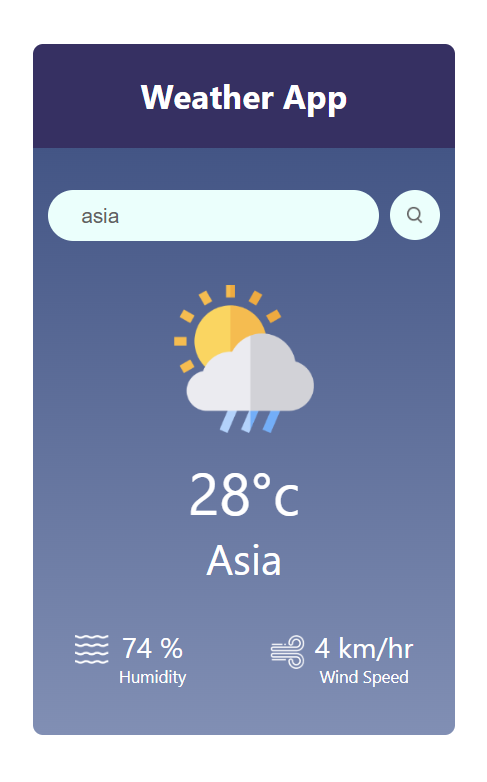 Weather App
asia
28°c
Asia
74 %
Humidity
4 km/hr
Wind Speed